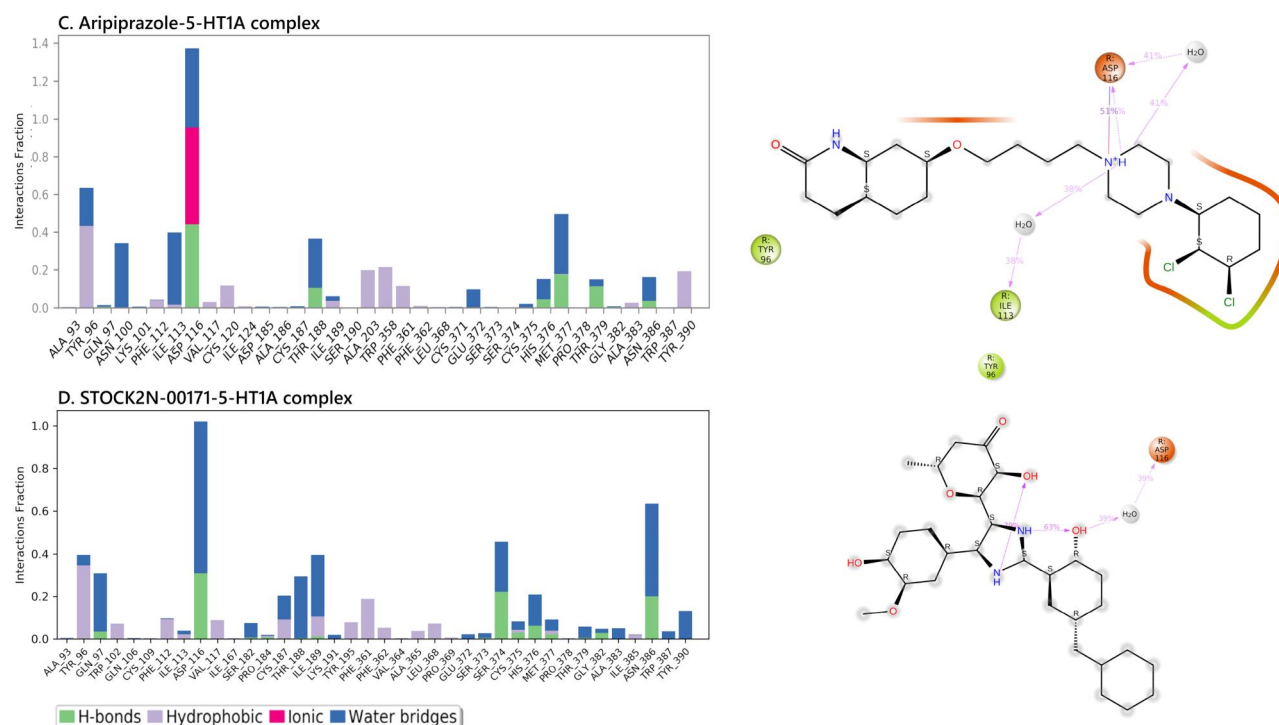 C. Aripiprazole-5-HT1A complex
Interactions Fraction
1.4
1.2
1.0
0.8
0.6
0.4
0.2
0.0
ALA_93
TYR_96
GLN_97
ASN_100
LYS_101
PHE_112
ILE_113
ASP_116
VAL_117
CYS_120
ILE_124
ASP_185
ALA_186
CYS_187
THR_188
ILE_189
SER_190
ALA_203
TRP_358
PHE_361
PHE_362
LEU_368
CYS_371
GLU_372
SER_373
SER_374
CYS_375
HIS_376
MET_377
PRO_378
THR_379
GLY_382
ALA_383
ASN_386
TRP_387
TYR_390
R:
ASP
116
41%
H₂O
51%
41%
O
H
N
S
S
S
O
N⁺H
38%
H₂O
38%
N
S
S
R
Cl
Cl
R:
TYR
96
R:
ILE
113
D. STOCK2N-00171-5-HT1A complex
Interactions Fraction
1.0
0.8
0.6
0.4
0.2
0.0
ALA_93
TYR_96
GLN_97
TRP_102
GLN_106
CYS_109
PHE_112
ILE_113
ASP_116
VAL_117
ILE_167
SER_182
PRO_184
CYS_187
THR_188
ILE_189
LYS_191
TYR_195
PHE_361
PHE_362
VAL_364
ALA_365
LEU_368
PRO_369
GLU_372
SER_373
SER_374
CYS_375
HIS_376
MET_377
PRO_378
THR_379
GLY_382
ALA_383
ILE_385
ASN_386
TRP_387
TYR_390
H-bonds Hydrophobic Ionic Water bridges
R:
TYR
96
O
R:
ASP
116
39%
H₂O
39%
R
S
OH
O
R
S
NH
63%
OH
R
S
S
S
N
H
R
HO
S
R
O
R